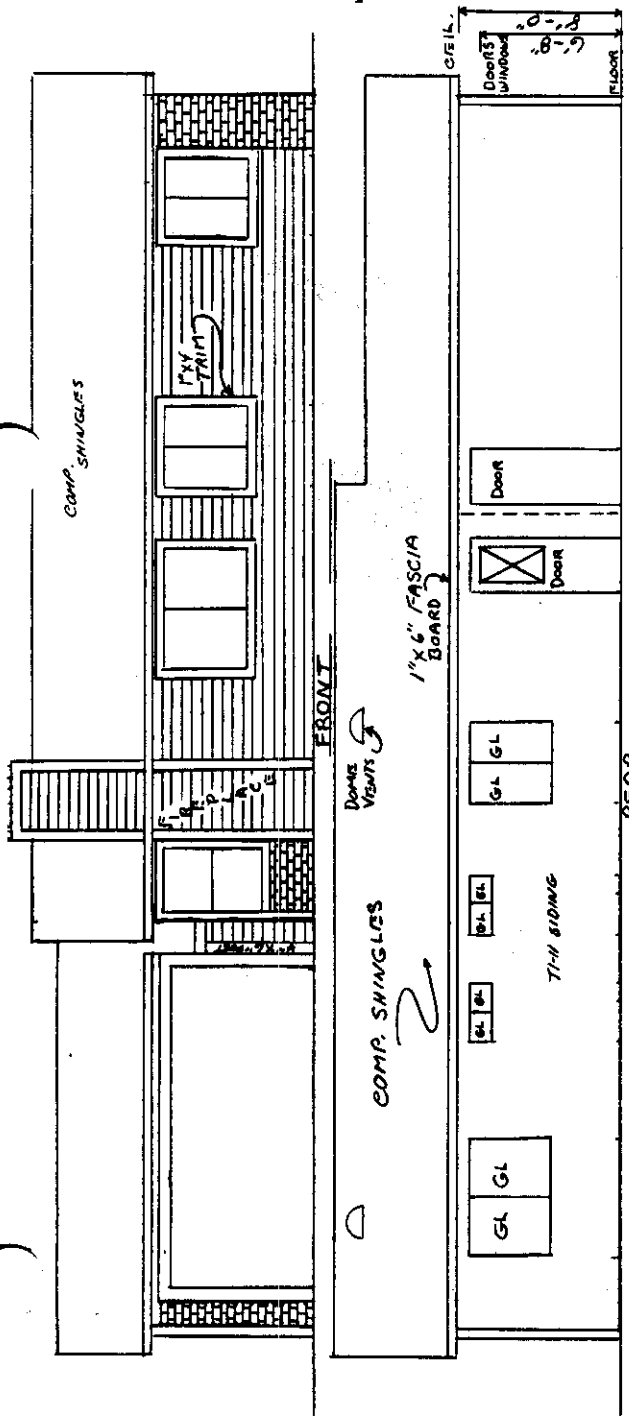 COMP.
SHINGLES
1"X4
TRIM
FIREPLACE
FRONT
COMP. SHINGLES
DOME
VENTS
1"X6" FASCIA
BOARD
CEIL.
8'-0"
DOORS
WINDOWS
6'-8"
FLOOR
GL GL
GL GL
GL GL
GL GL
T1-11 SIDING
DOOR
DOOR
REAR